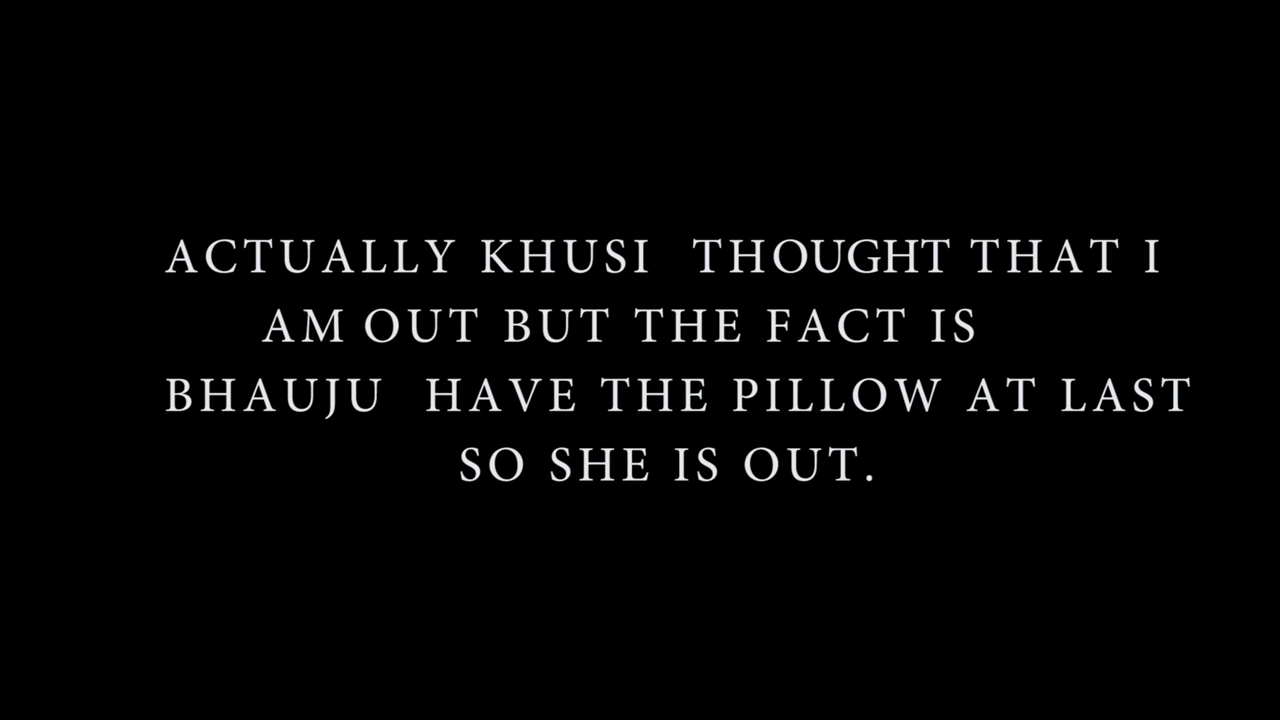 ACTUALLY KHUSI THOUGHT THAT I
AM OUT BUT THE FACT IS
BHAUJU HAVE THE PILLOW AT LAST
SO SHE IS OUT.